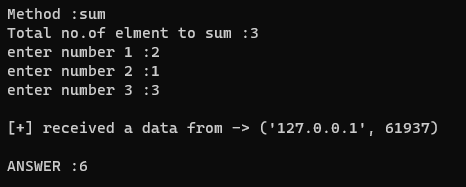 Method :sum
Total no.of elment to sum :3
enter number 1 :2
enter number 2 :1
enter number 3 :3
[+] received a data from -> ('127.0.0.1', 61937)
ANSWER :6